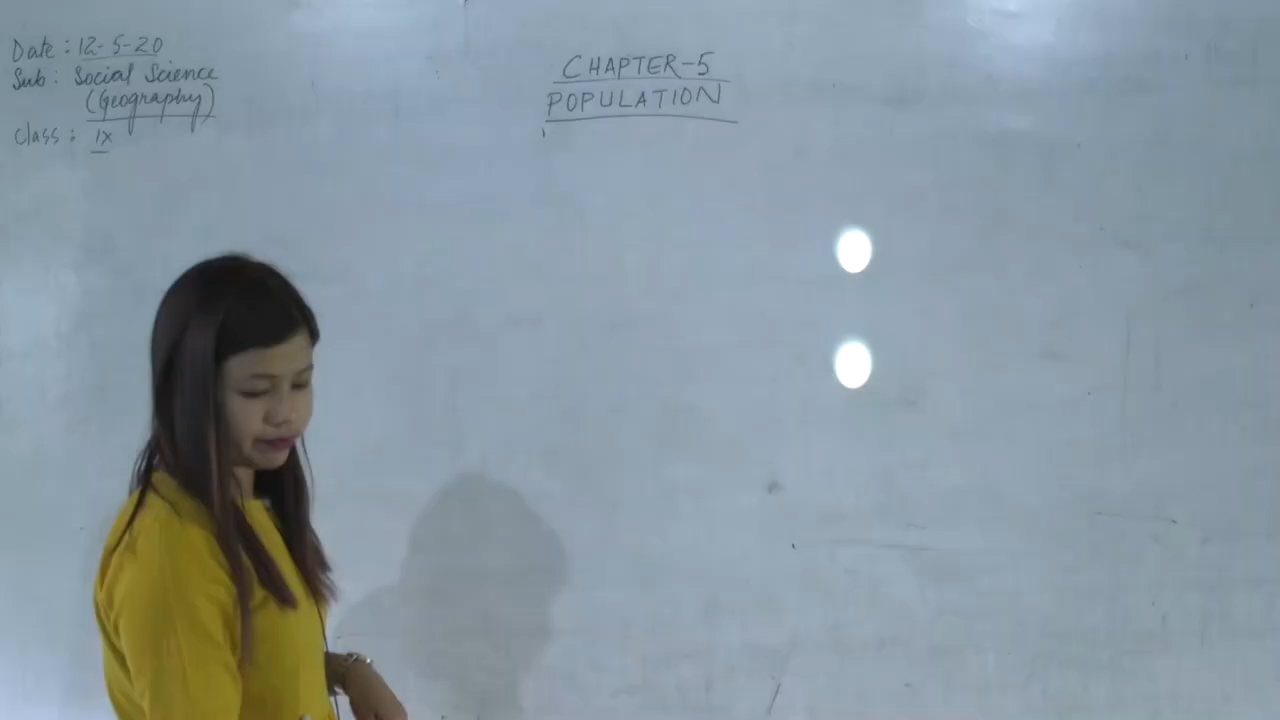 Date : 12-5-20
Sub : Social Science
(Geography)
Class : IX
CHAPTER-5
POPULATION